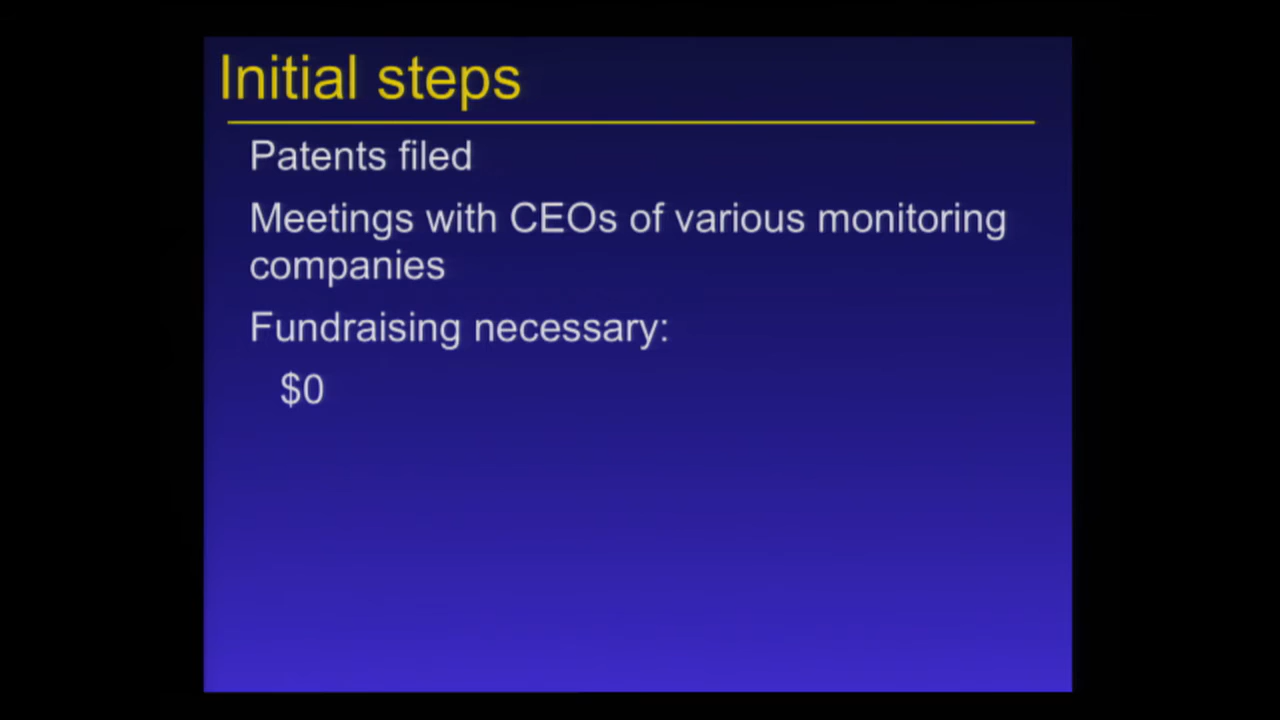 Initial steps
Patents filed
Meetings with CEOs of various monitoring
companies
Fundraising necessary:
$0